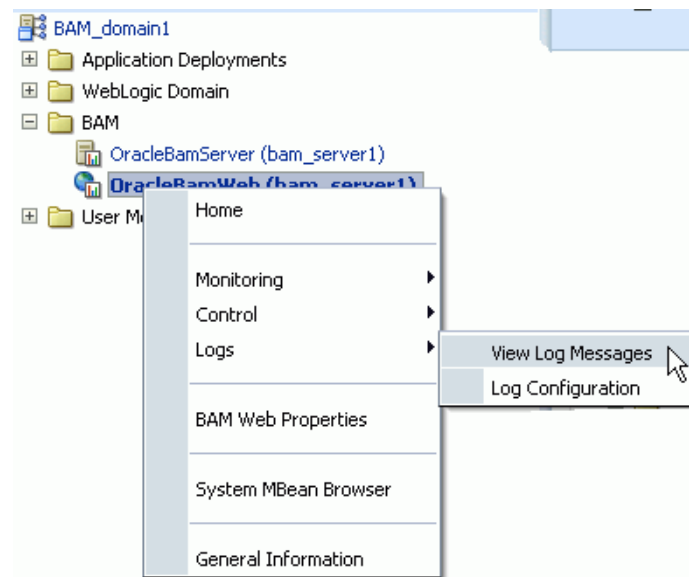 BAM_domain1
Application Deployments
WebLogic Domain
BAM
OracleBamServer (bam_server1)
OracleBamWeb (bam_server1)
User M
Home
Monitoring
Control
Logs
View Log Messages
Log Configuration
BAM Web Properties
System MBean Browser
General Information